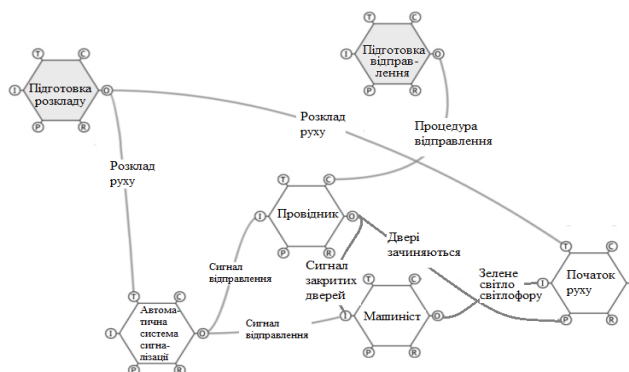 T
C
I
Підготовка
розкладу
O
P
R
T
C
I
Підготовка
відправ-
лення
O
P
R
Розклад
руху
Процедура
відправлення
Розклад
руху
T
C
I
Провідник
O
P
R
Двері
зачиняються
Сигнал
відправлення
Сигнал
закритих
дверей
Зелене
світло
світлофору
T
C
I
Початок
руху
P
R
T
C
I
Автома-
тична
система
сигна-
лізації
O
P
R
Сигнал
відправлення
T
C
I
Машиніст
O
P
R